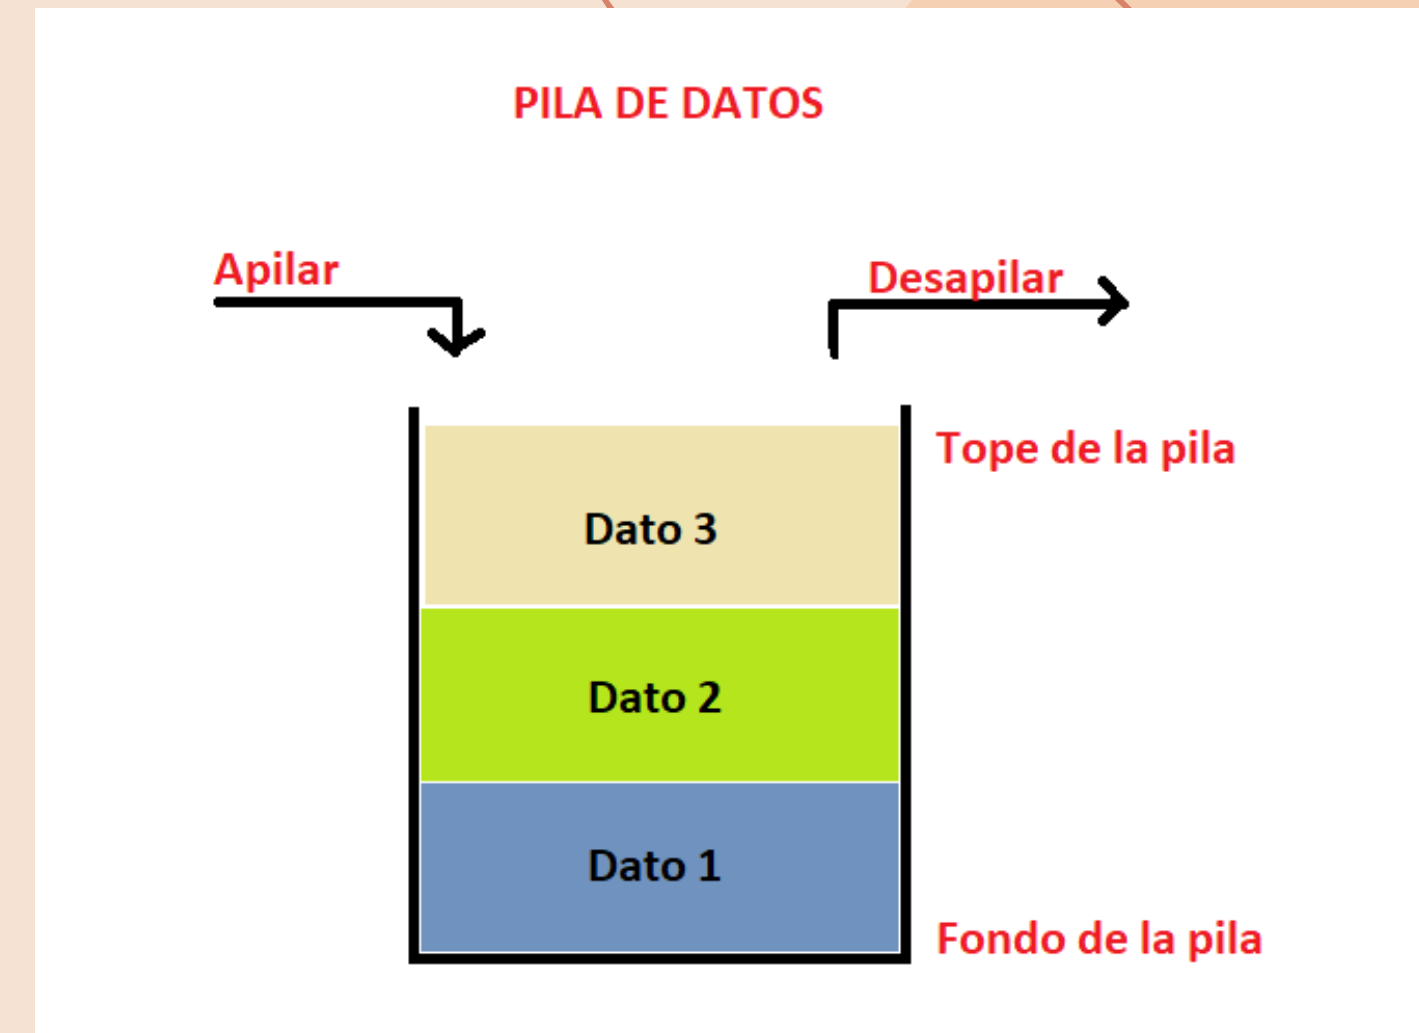 PILA DE DATOS
Apilar
Desapilar
Tope de la pila
Dato 3
Dato 2
Dato 1
Fondo de la pila